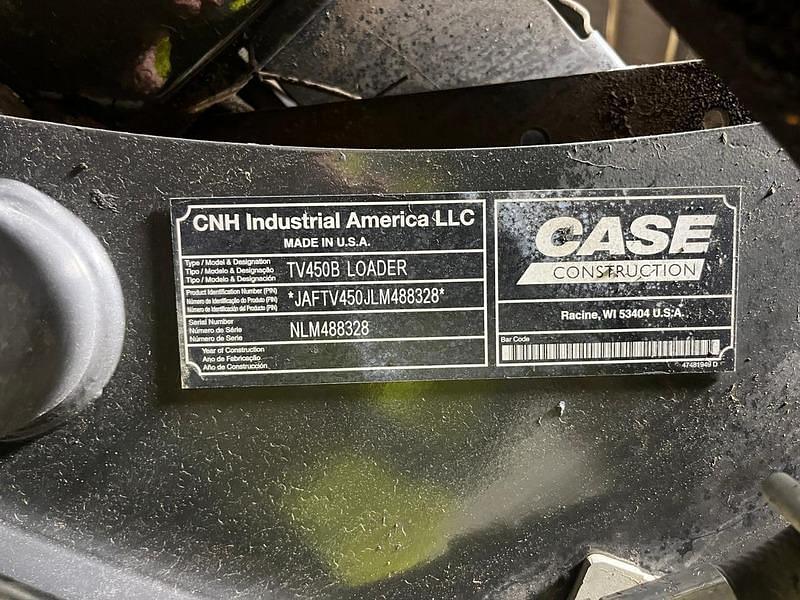 CNH Industrial America LLC
MADE IN U.S.A.
Type / Model & Designation
Tipo / Modelo & Designação
Tipo / Modelo & Designación
TV450B LOADER
Product Identification Number (PIN)
Número de Identificação do Produto (PIN)
Número de Identificación del Producto (PIN)
*JAFTV450JLM488328*
Serial Number
Número de Série
Número de Serie
NLM488328
Year of Construction
Ano de Fabricação
Año de Construcción
CASE
CONSTRUCTION
Racine, WI 53404 U.S.A.
Bar Code
47481949 D